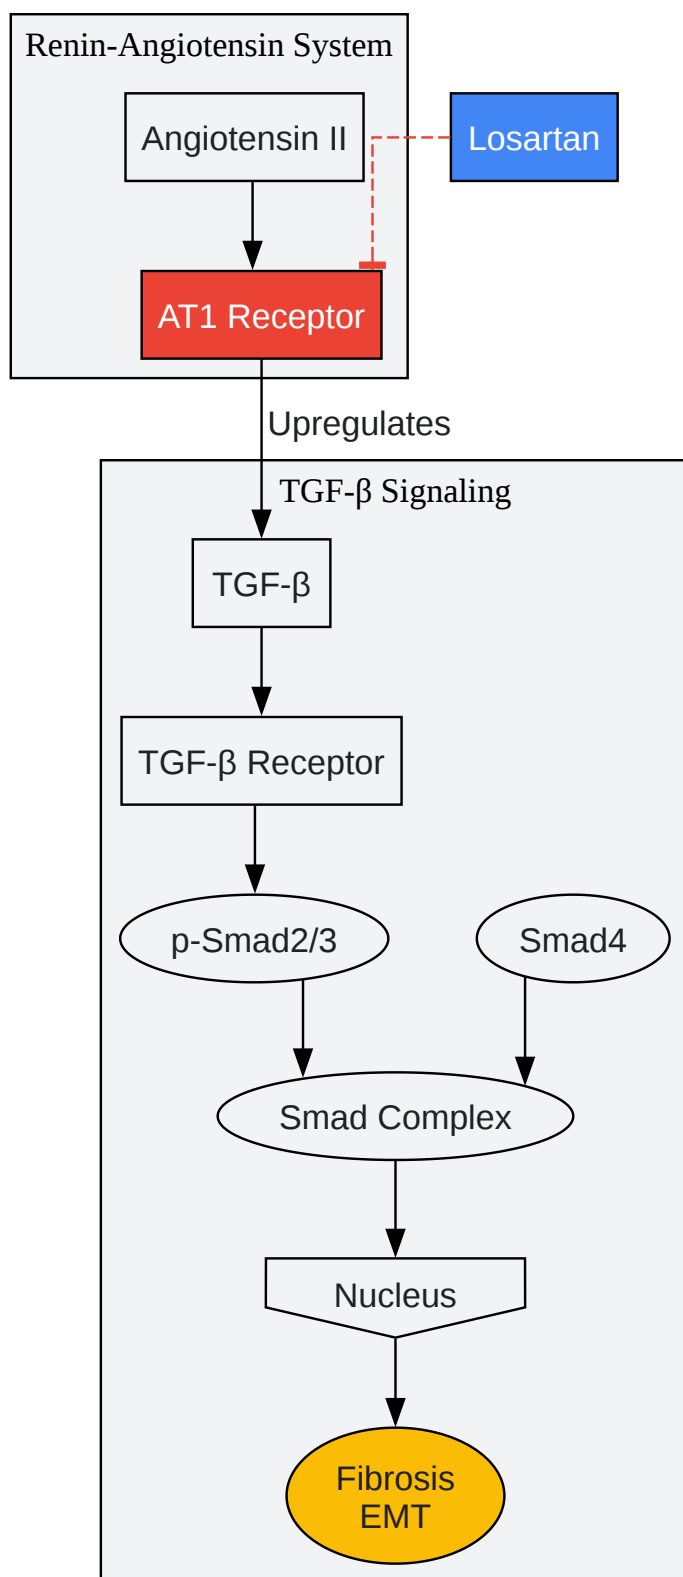 Renin-Angiotensin System
Angiotensin II
Losartan
AT1 Receptor
Upregulates
TGF-β Signaling
TGF-β
TGF-β Receptor
p-Smad2/3
Smad4
Smad Complex
Nucleus
Fibrosis
EMT